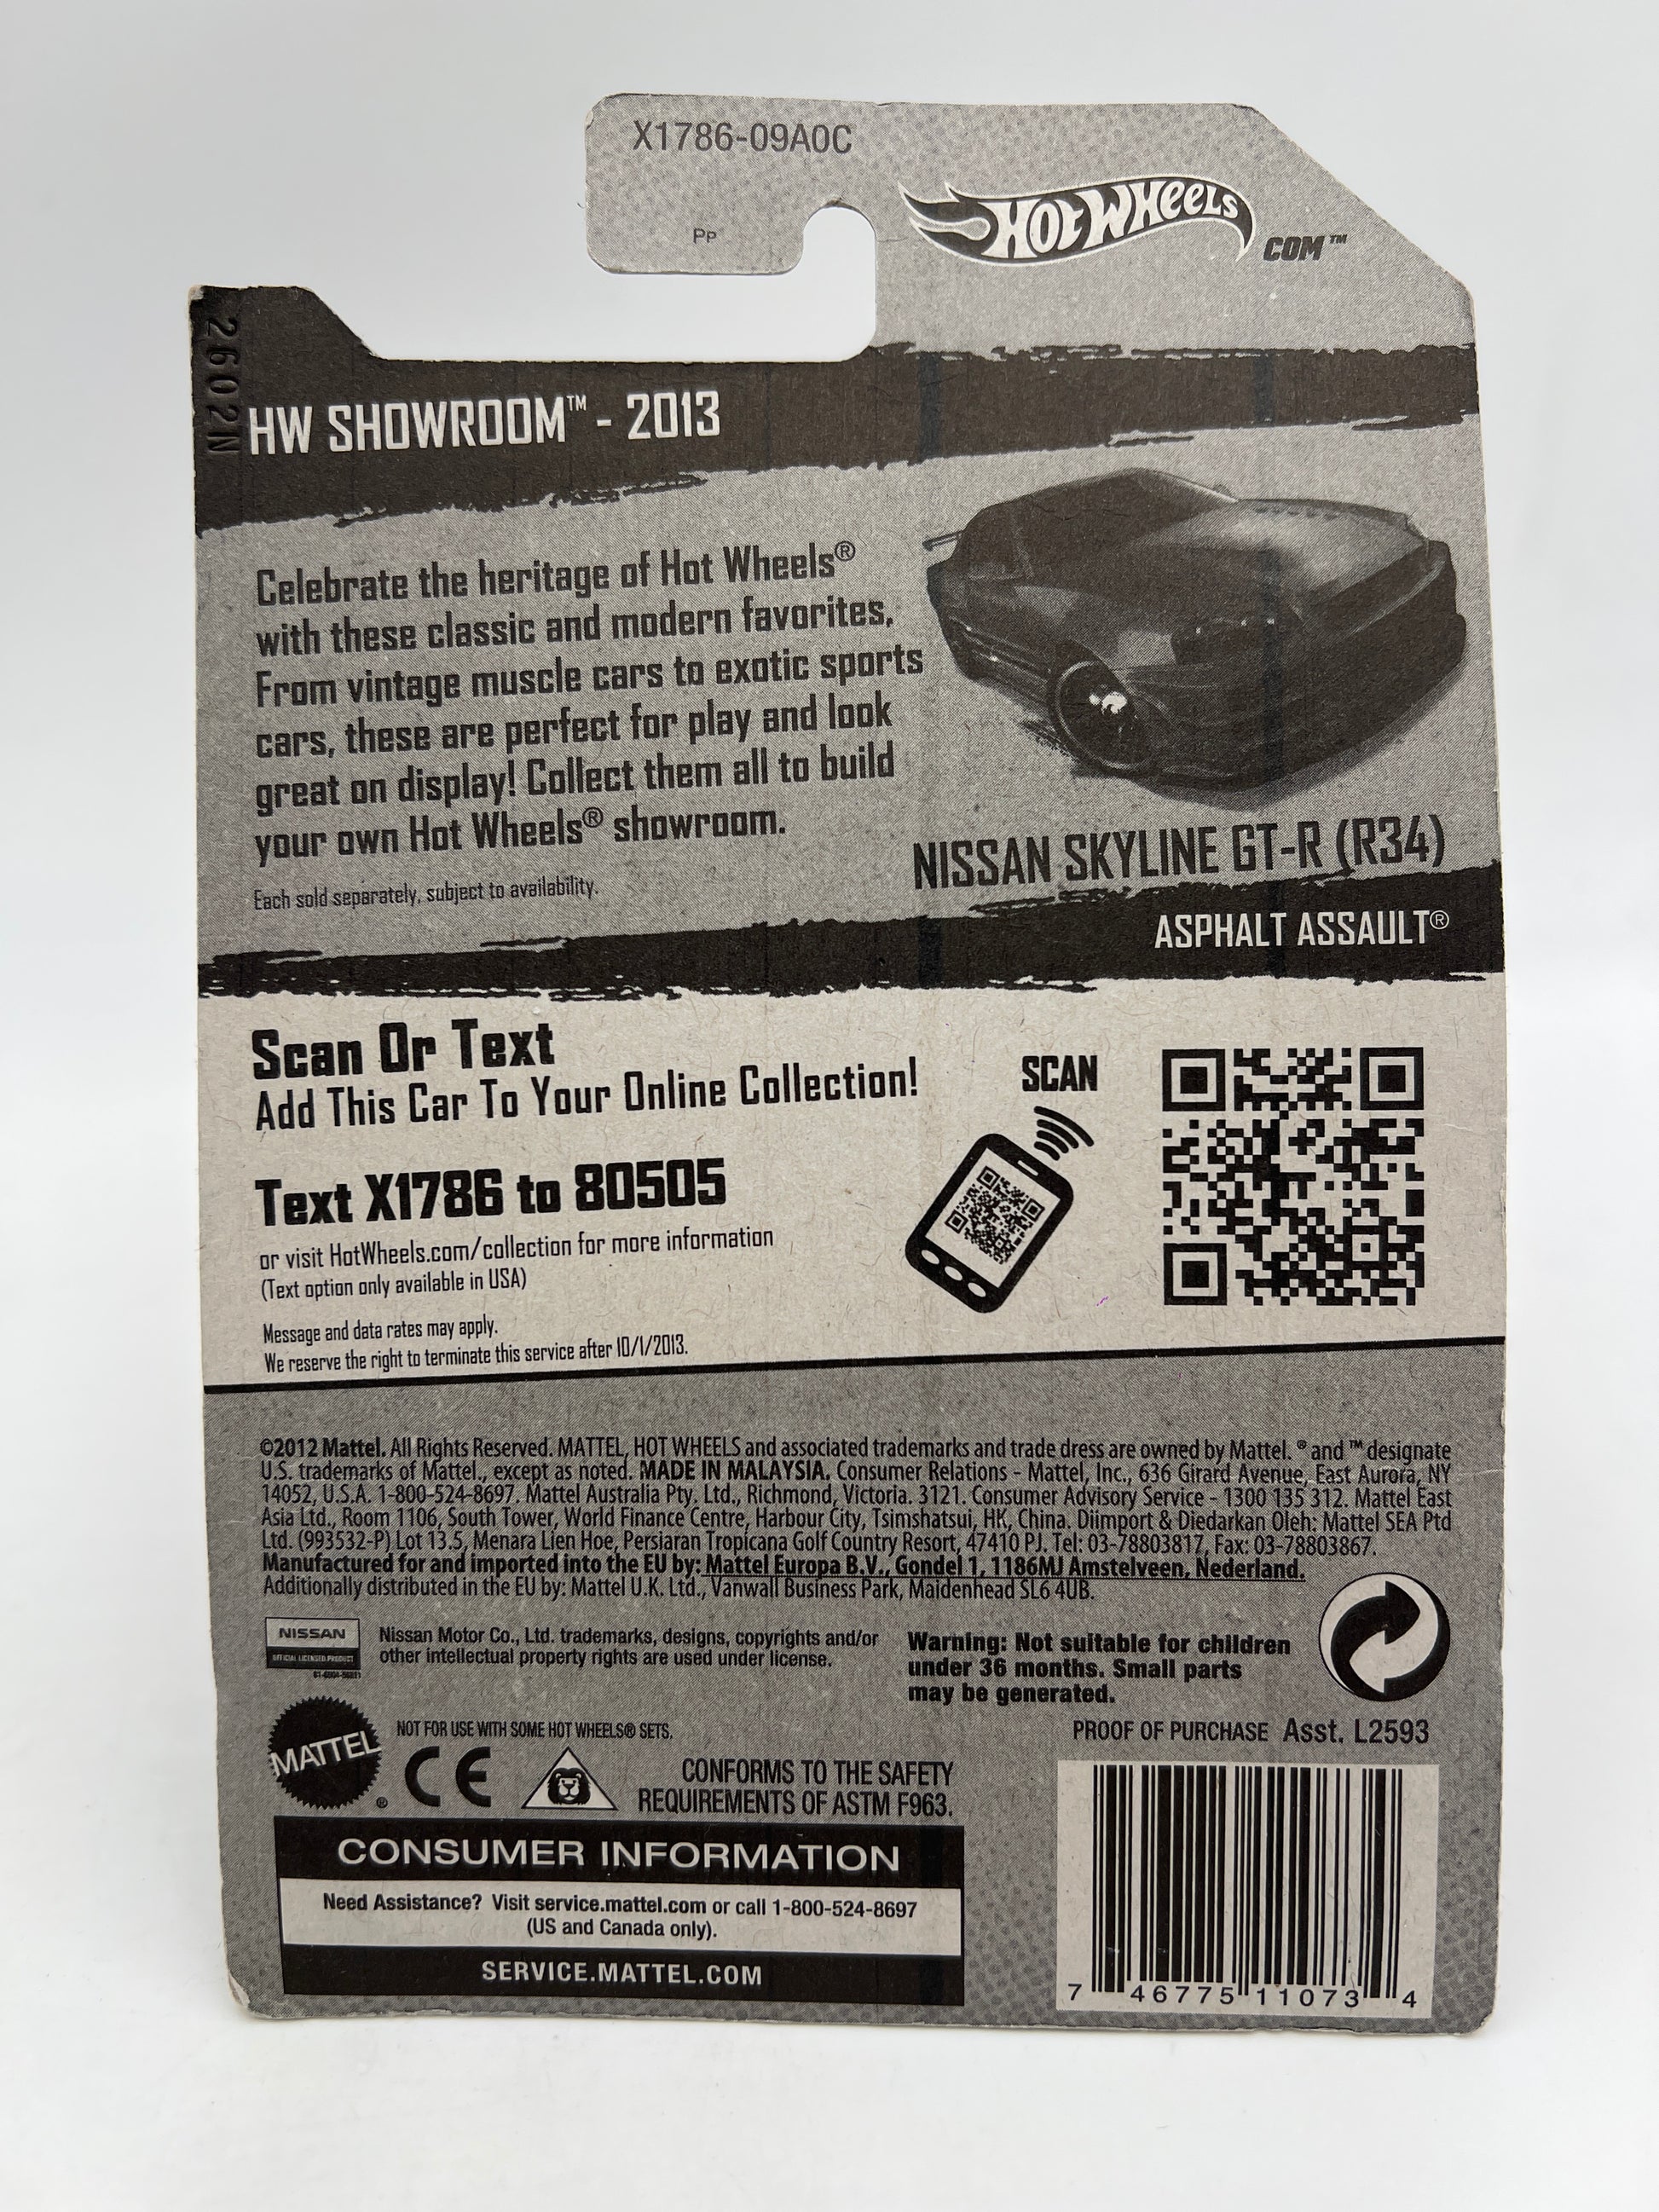 X1786-09A0C
Pp
Hot Wheels
COM™
2602N
HW SHOWROOM™ - 2013
Celebrate the heritage of Hot Wheels®
with these classic and modern favorites,
From vintage muscle cars to exotic sports
cars, these are perfect for play and look
great on display! Collect them all to build
your own Hot Wheels® showroom.
Each sold separately, subject to availability.
NISSAN SKYLINE GT-R (R34)
ASPHALT ASSAULT®
Scan Or Text
Add This Car To Your Online Collection!
Text X1786 to 80505
or visit HotWheels.com/collection for more information
(Text option only available in USA)
Message and data rates may apply.
We reserve the right to terminate this service after 10/1/2013.
SCAN
©2012 Mattel. All Rights Reserved. MATTEL, HOT WHEELS and associated trademarks and trade dress are owned by Mattel. ® and ™ designate
U.S. trademarks of Mattel., except as noted. MADE IN MALAYSIA. Consumer Relations - Mattel, Inc., 636 Girard Avenue, East Aurora, NY
14052, U.S.A. 1-800-524-8697. Mattel Australia Pty. Ltd., Richmond, Victoria. 3121. Consumer Advisory Service - 1300 135 312. Mattel East
Asia Ltd., Room 1106, South Tower, World Finance Centre, Harbour City, Tsimshatsui, HK, China. Diimport & Diedarkan Oleh: Mattel SEA Ptd
Ltd. (993532-P) Lot 13.5, Menara Lien Hoe, Persiaran Tropicana Golf Country Resort, 47410 PJ. Tel: 03-78803817, Fax: 03-78803867.
Manufactured for and imported into the EU by: Mattel Europa B.V., Gondel 1, 1186MJ Amstelveen, Nederland.
Additionally distributed in the EU by: Mattel U.K. Ltd., Vanwall Business Park, Maidenhead SL6 4UB.
NISSAN
OFFICIAL LICENSED PRODUCT
Nissan Motor Co., Ltd. trademarks, designs, copyrights and/or
other intellectual property rights are used under license.
Warning: Not suitable for children
under 36 months. Small parts
may be generated.
MATTEL®
NOT FOR USE WITH SOME HOT WHEELS® SETS.
CE
CONFORMS TO THE SAFETY
REQUIREMENTS OF ASTM F963.
PROOF OF PURCHASE Asst. L2593
CONSUMER INFORMATION
Need Assistance? Visit service.mattel.com or call 1-800-524-8697
(US and Canada only).
SERVICE.MATTEL.COM
7 46775 11073 4